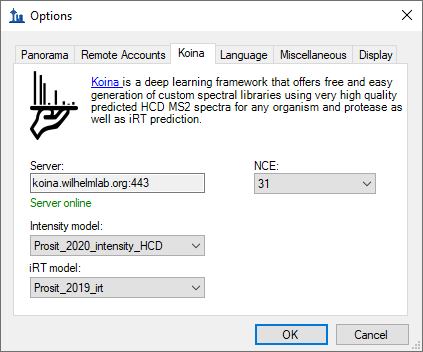 Options
Panorama Remote Accounts Koina Language Miscellaneous Display
Koina is a deep learning framework that offers free and easy
generation of custom spectral libraries using very high quality
predicted HCD MS2 spectra for any organism and protease as
well as iRT prediction.
Server: NCE:
koina.wilhelmlab.org:443 31
Server online
Intensity model:
Prosit_2020_intensity_HCD
iRT model:
Prosit_2019_irt
OK Cancel